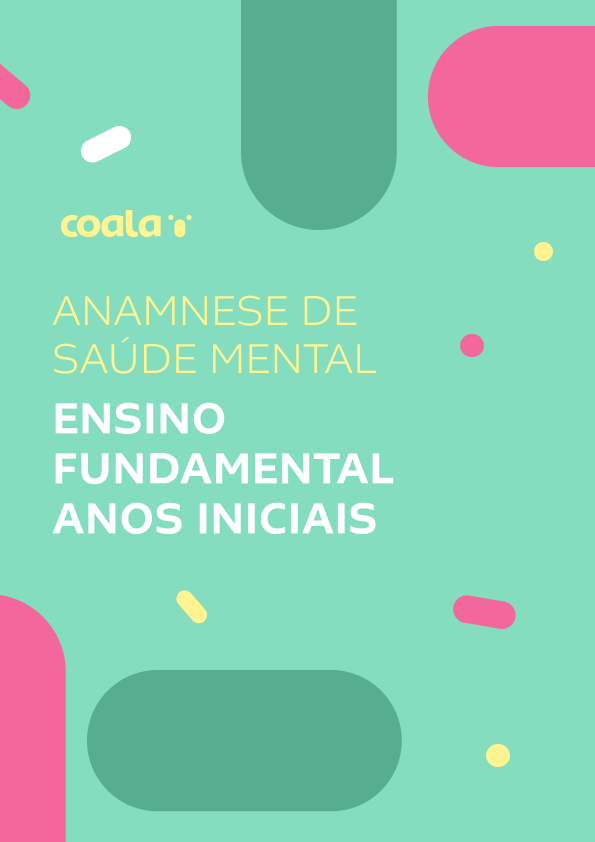 coala
ANAMNESE DE
SAÚDE MENTAL
ENSINO
FUNDAMENTAL
ANOS INICIAIS